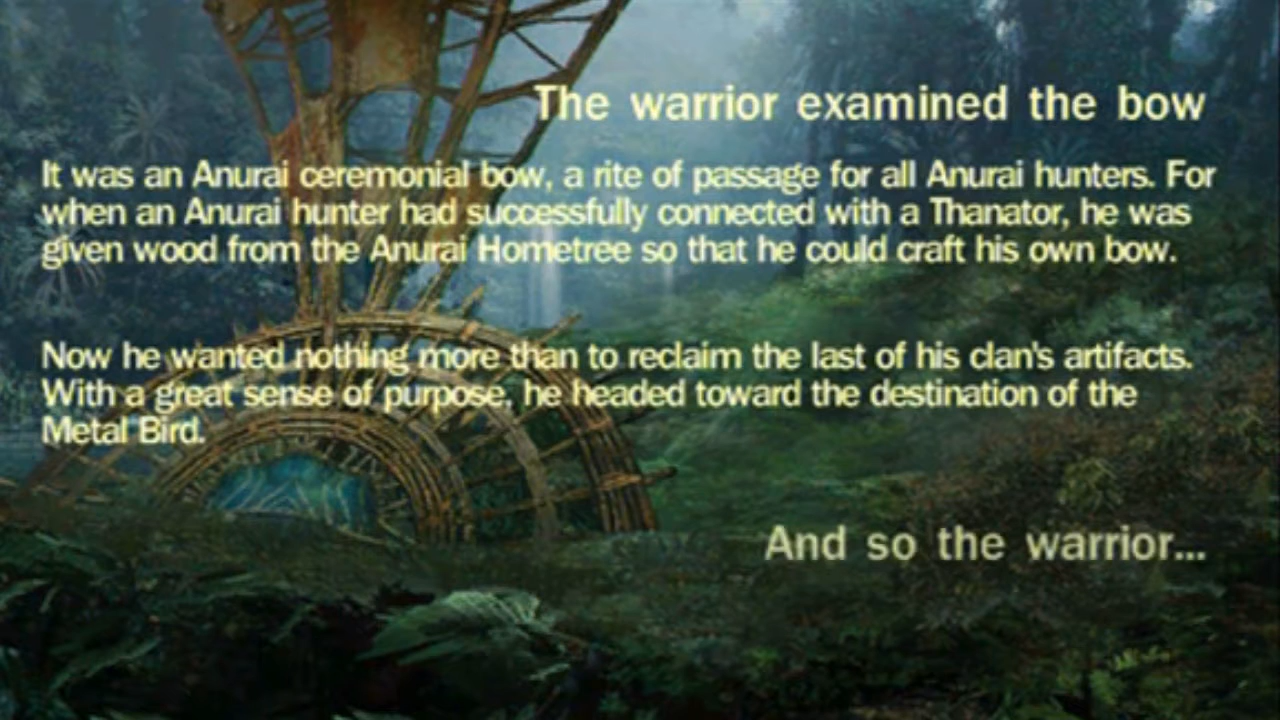 The warrior examined the bow
It was an Anurai ceremonial bow, a rite of passage for all Anurai hunters. For
when an Anurai hunter had successfully connected with a Thanator, he was
given wood from the Anurai Hometree so that he could craft his own bow.
Now he wanted nothing more than to reclaim the last of his clan's artifacts.
With a great sense of purpose, he headed toward the destination of the
Metal Bird.
And so the warrior...